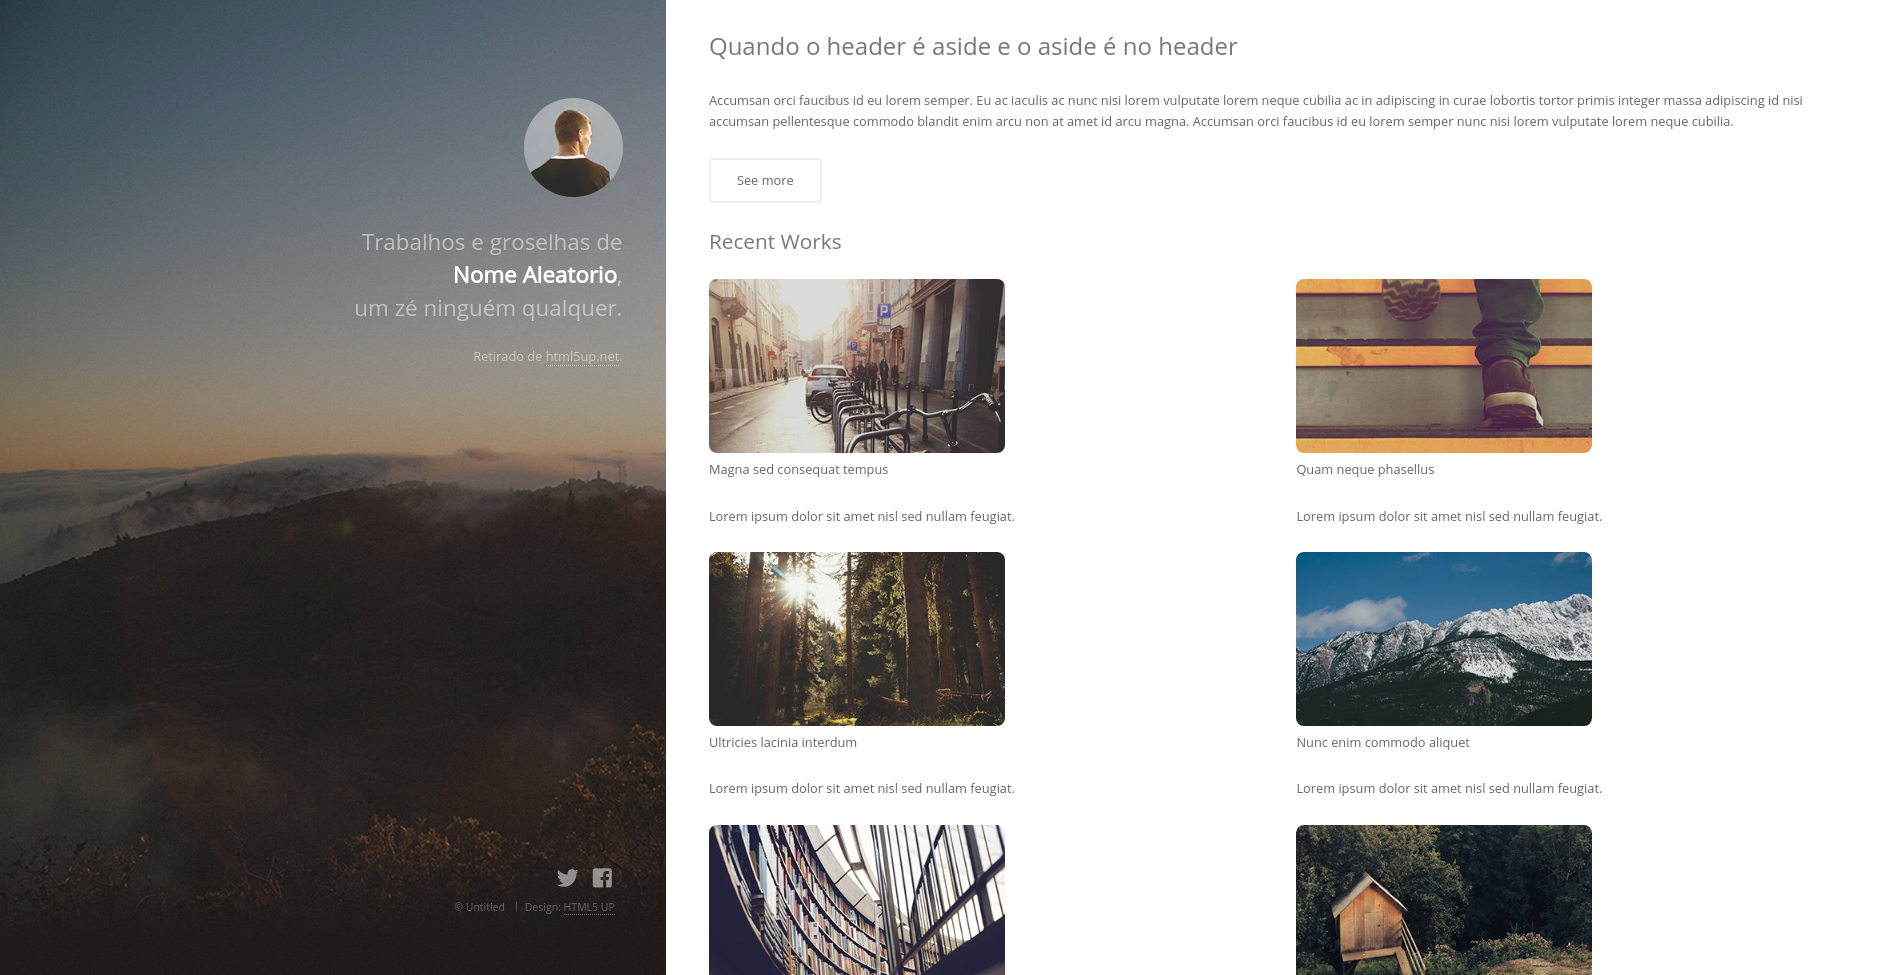 Trabalhos e groselhas de
Nome Aleatorio,
um zé ninguém qualquer.
Retirado de html5up.net.
© Untitled | Design: HTML5 UP
Quando o header é aside e o aside é no header
Accumsan orci faucibus id eu lorem semper. Eu ac iaculis ac nunc nisi lorem vulputate lorem neque cubilia ac in adipiscing in curae lobortis tortor primis integer massa adipiscing id nisi
accumsan pellentesque commodo blandit enim arcu non at amet id arcu magna. Accumsan orci faucibus id eu lorem semper nunc nisi lorem vulputate lorem neque cubilia.
See more
Recent Works
P
Magna sed consequat tempus
Lorem ipsum dolor sit amet nisl sed nullam feugiat.
Quam neque phasellus
Lorem ipsum dolor sit amet nisl sed nullam feugiat.
Ultricies lacinia interdum
Lorem ipsum dolor sit amet nisl sed nullam feugiat.
Nunc enim commodo aliquet
Lorem ipsum dolor sit amet nisl sed nullam feugiat.